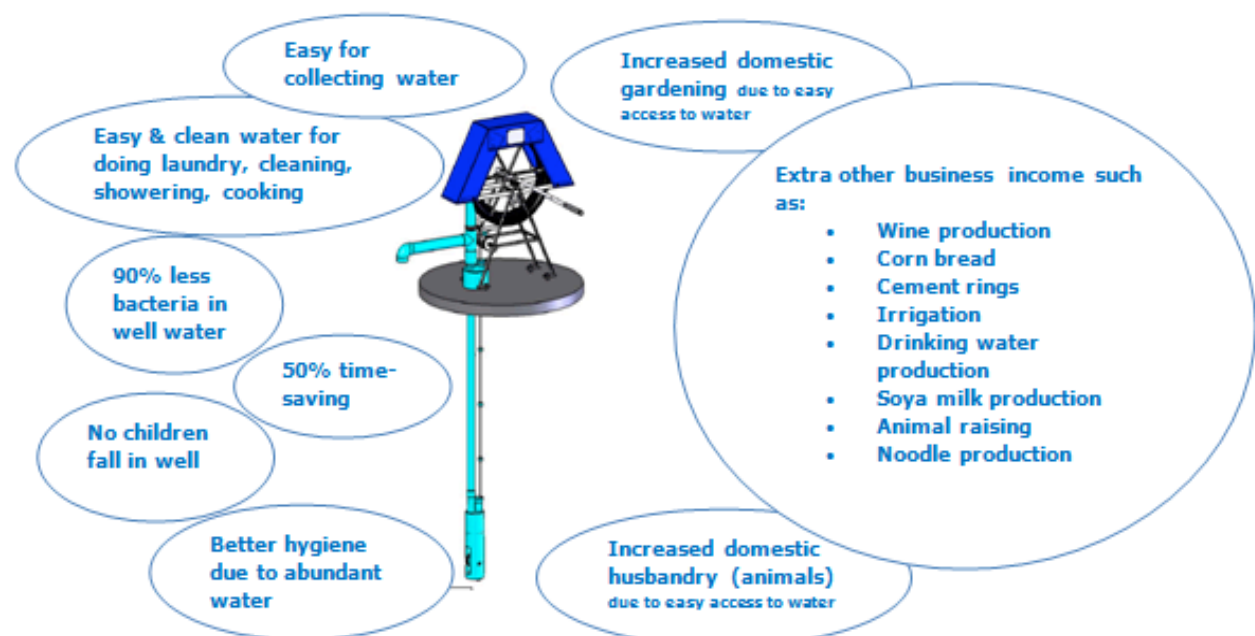 Easy for
collecting water
Increased domestic
gardening due to easy
access to water
Easy & clean water for
doing laundry, cleaning,
showering, cooking
Extra other business income such
as:
• Wine production
• Corn bread
• Cement rings
• Irrigation
• Drinking water
production
• Soya milk production
• Animal raising
• Noodle production
90% less
bacteria in
well water
50% time-
saving
No children
fall in well
Better hygiene
due to abundant
water
Increased domestic
husbandry (animals)
due to easy access to water